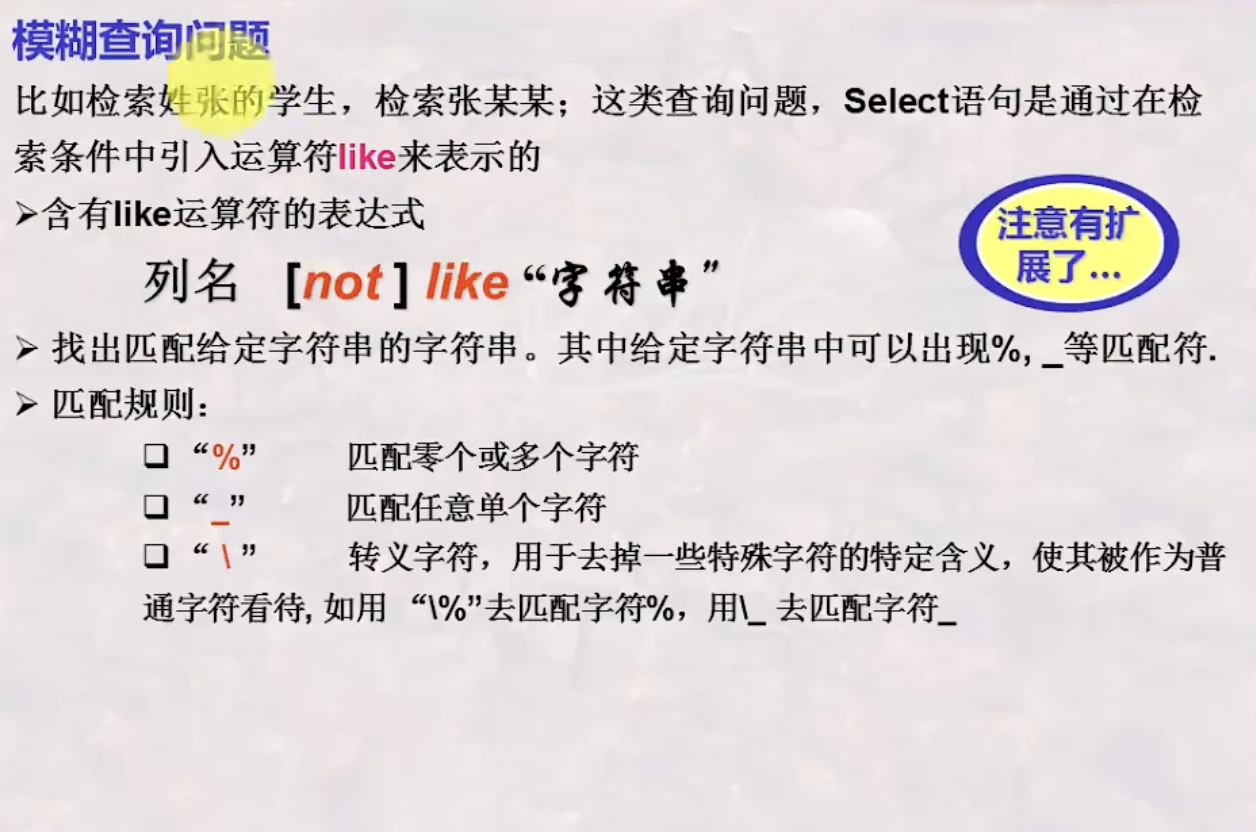 模糊查询问题
比如检索姓张的学生，检索张某某；这类查询问题，Select语句是通过在检
索条件中引入运算符like来表示的
➢含有like运算符的表达式
列名 [not ] like “字符串”
注意有扩
展了...
➢ 找出匹配给定字符串的字符串。其中给定字符串中可以出现%, _等匹配符.
➢ 匹配规则：
❑ “%” 匹配零个或多个字符
❑ “_” 匹配任意单个字符
❑ “ \ ” 转义字符，用于去掉一些特殊字符的特定含义，使其被作为普
通字符看待, 如用 “\%”去匹配字符%，用\_ 去匹配字符_